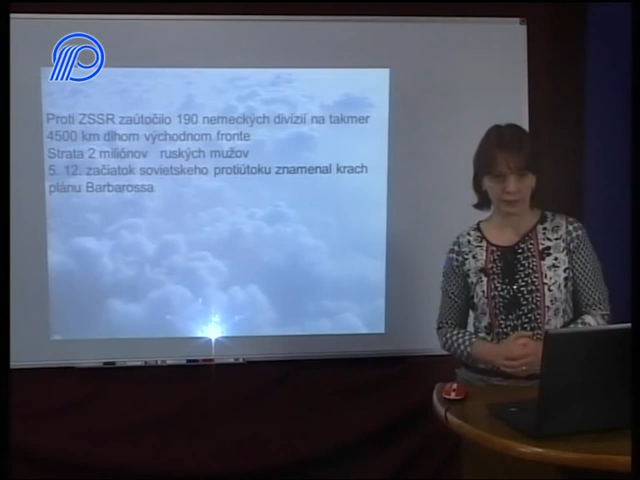 Proti ZSSR zaútočilo 190 nemeckých divízií na takmer
4500 km dlhom východnom fronte
Strata 2 miliónov ruských mužov
5. 12. začiatok sovietskeho protiútoku znamenal krach
plánu Barbarossa